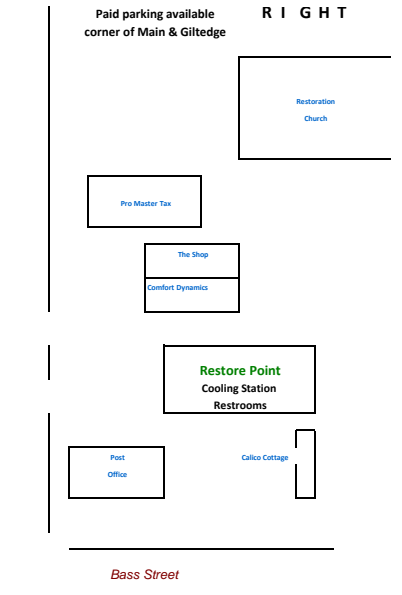 Paid parking available
corner of Main & Giltedge
R I G H T
Restoration
Church
Pro Master Tax
The Shop
Comfort Dynamics
Restore Point
Cooling Station
Restrooms
Post
Office
Calico Cottage
Bass Street